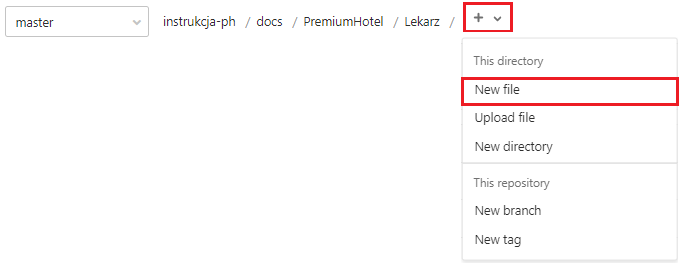 master instrukcja-ph / docs / PremiumHotel / Lekarz / +
This directory
New file
Upload file
New directory
This repository
New branch
New tag